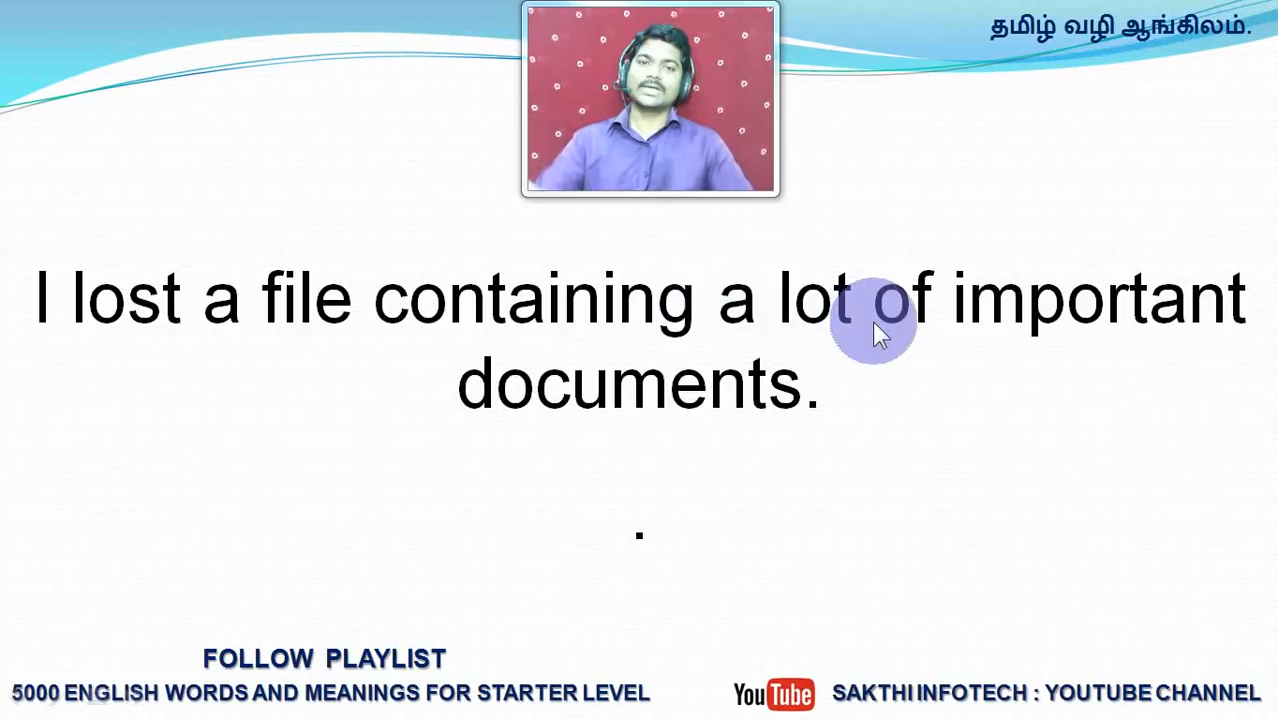 தமிழ் வழி ஆங்கிலம்.
I lost a file containing a lot of important
documents.
.
FOLLOW PLAYLIST
5000 ENGLISH WORDS AND MEANINGS FOR STARTER LEVEL
YouTube SAKTHI INFOTECH : YOUTUBE CHANNEL